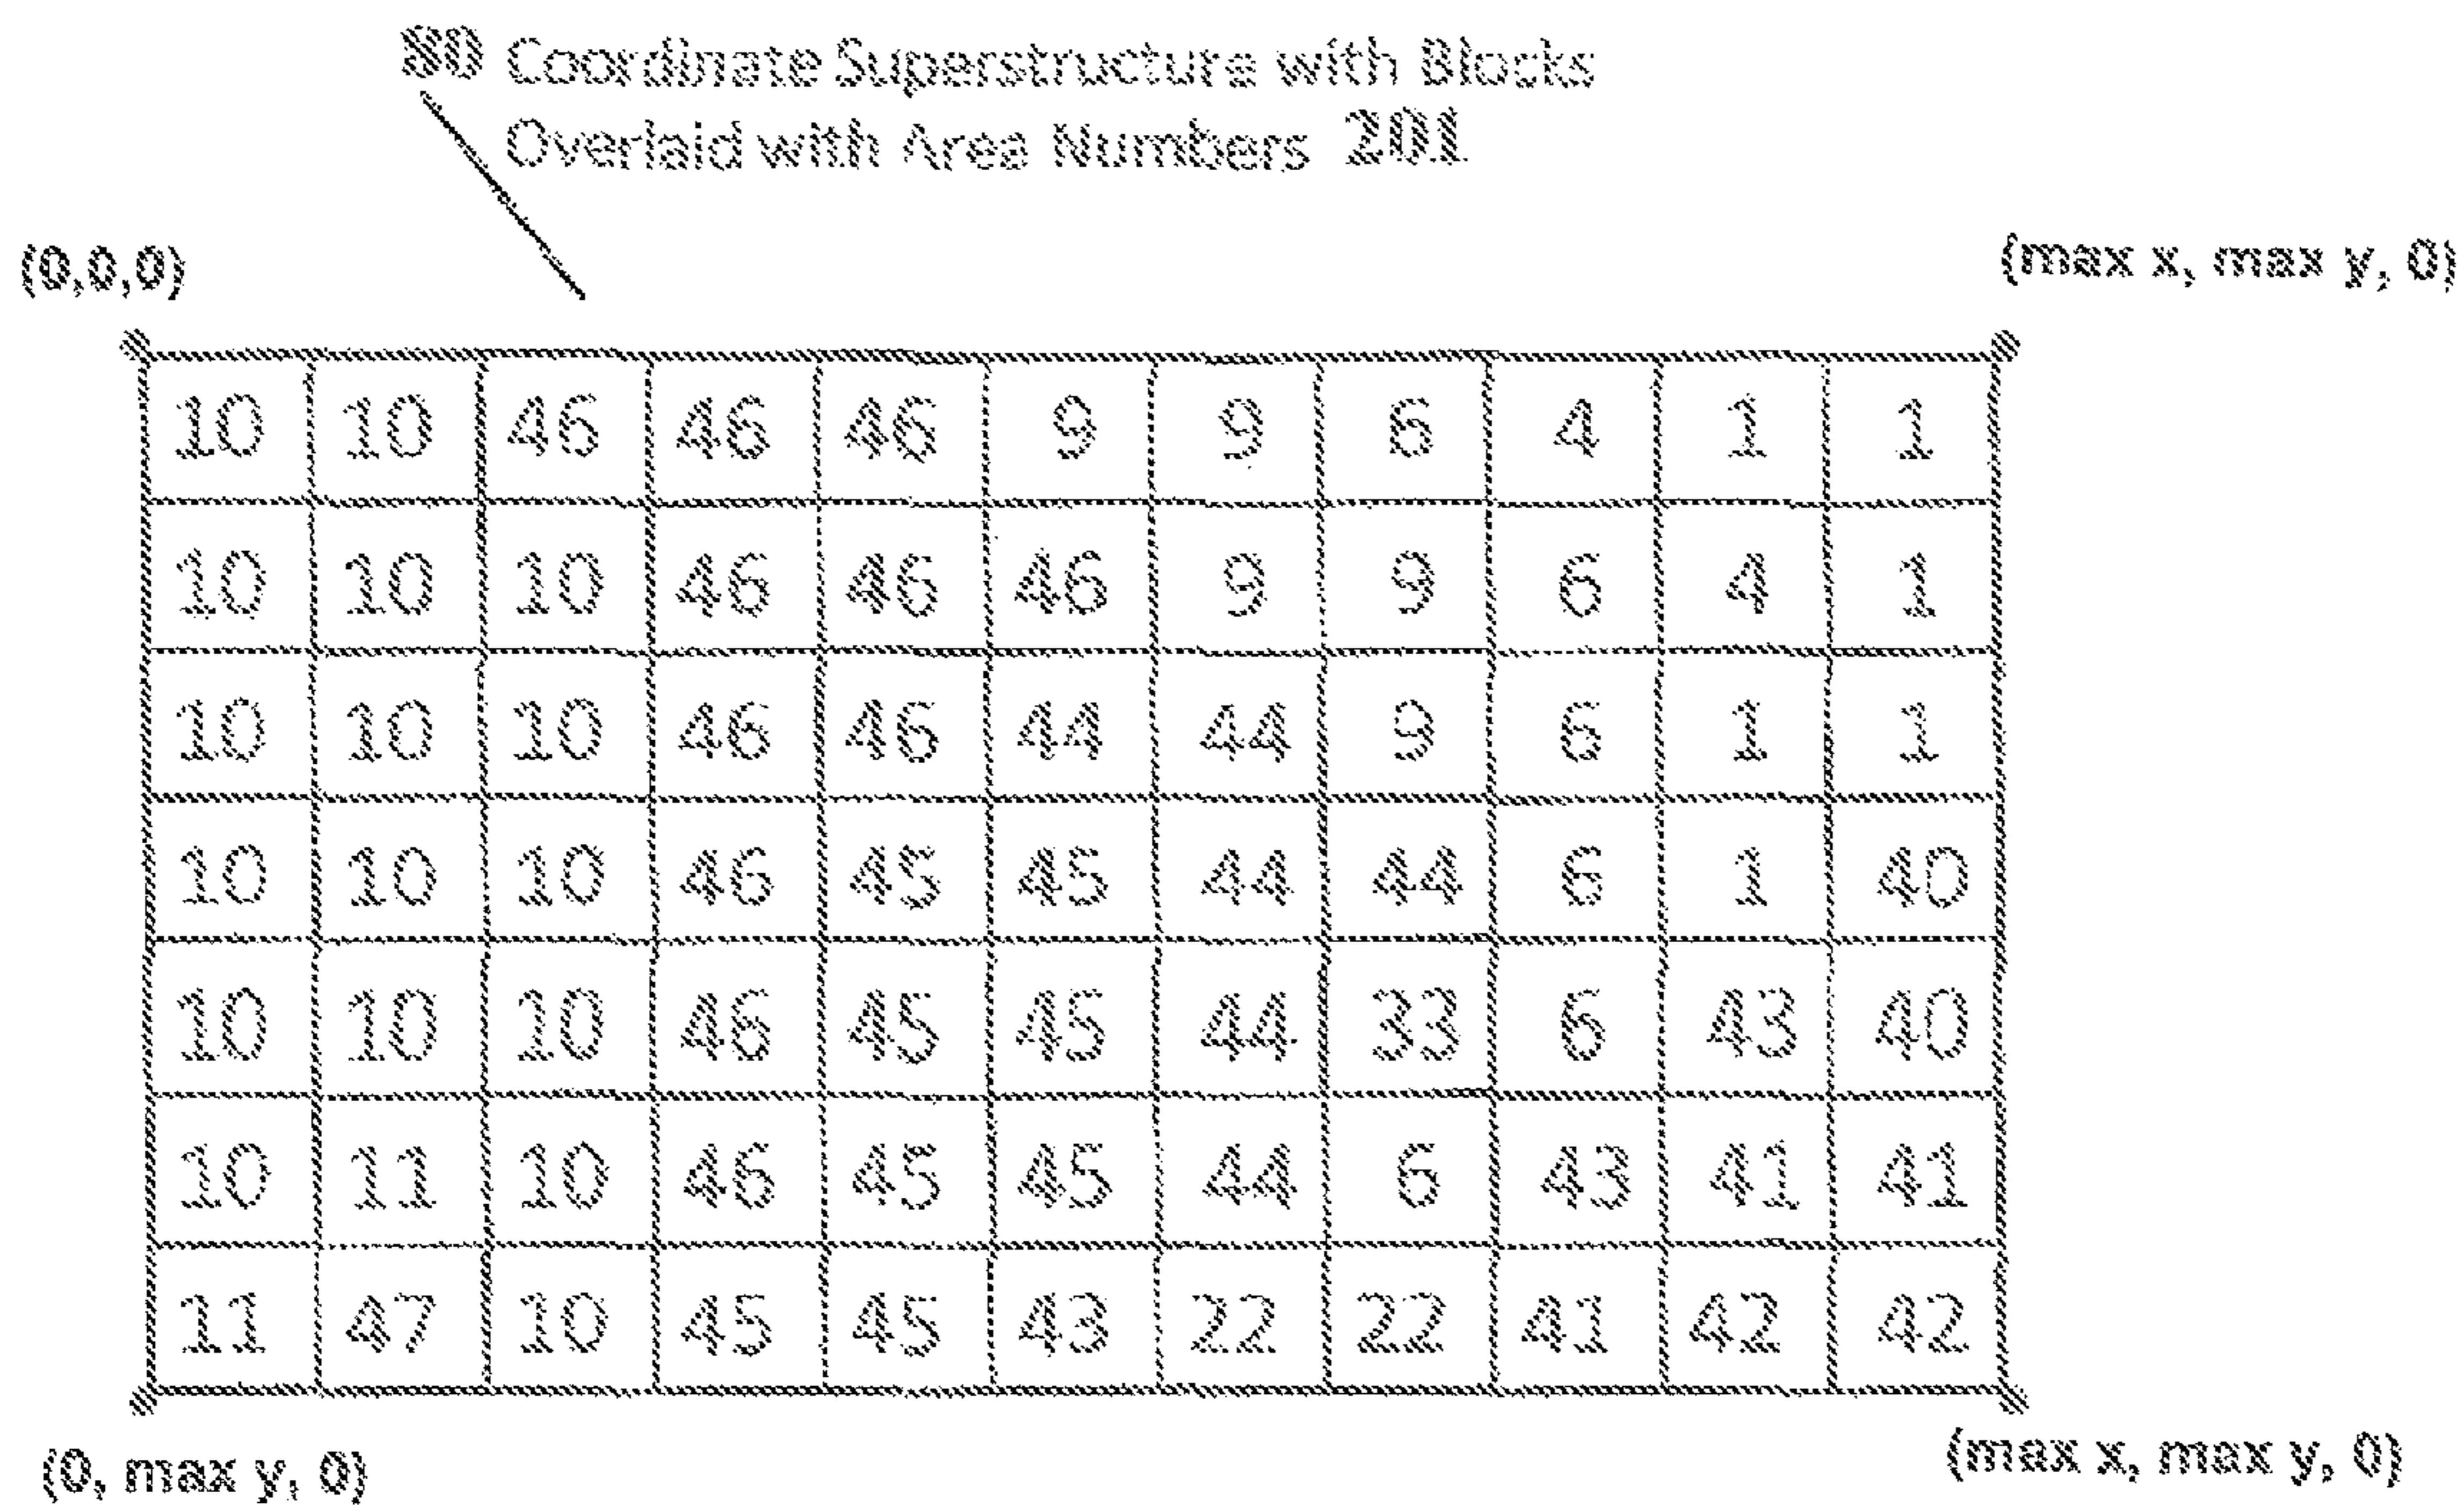 80 Coordinate Superstructure with Blocks
Overlaid with Area Numbers 201
(0,0,0) (max x, max y, 0)
10 10 46 46 46 9 9 6 4 1 1
10 10 10 46 46 46 9 9 6 4 1
10 10 10 46 46 44 44 9 6 1 1
10 10 10 46 45 45 44 44 6 1 40
10 10 10 46 45 45 44 33 6 43 40
10 11 10 46 45 45 44 6 43 41 41
11 47 10 45 45 43 22 22 41 42 42
(0, max y, 0) (max x, max y, 0)